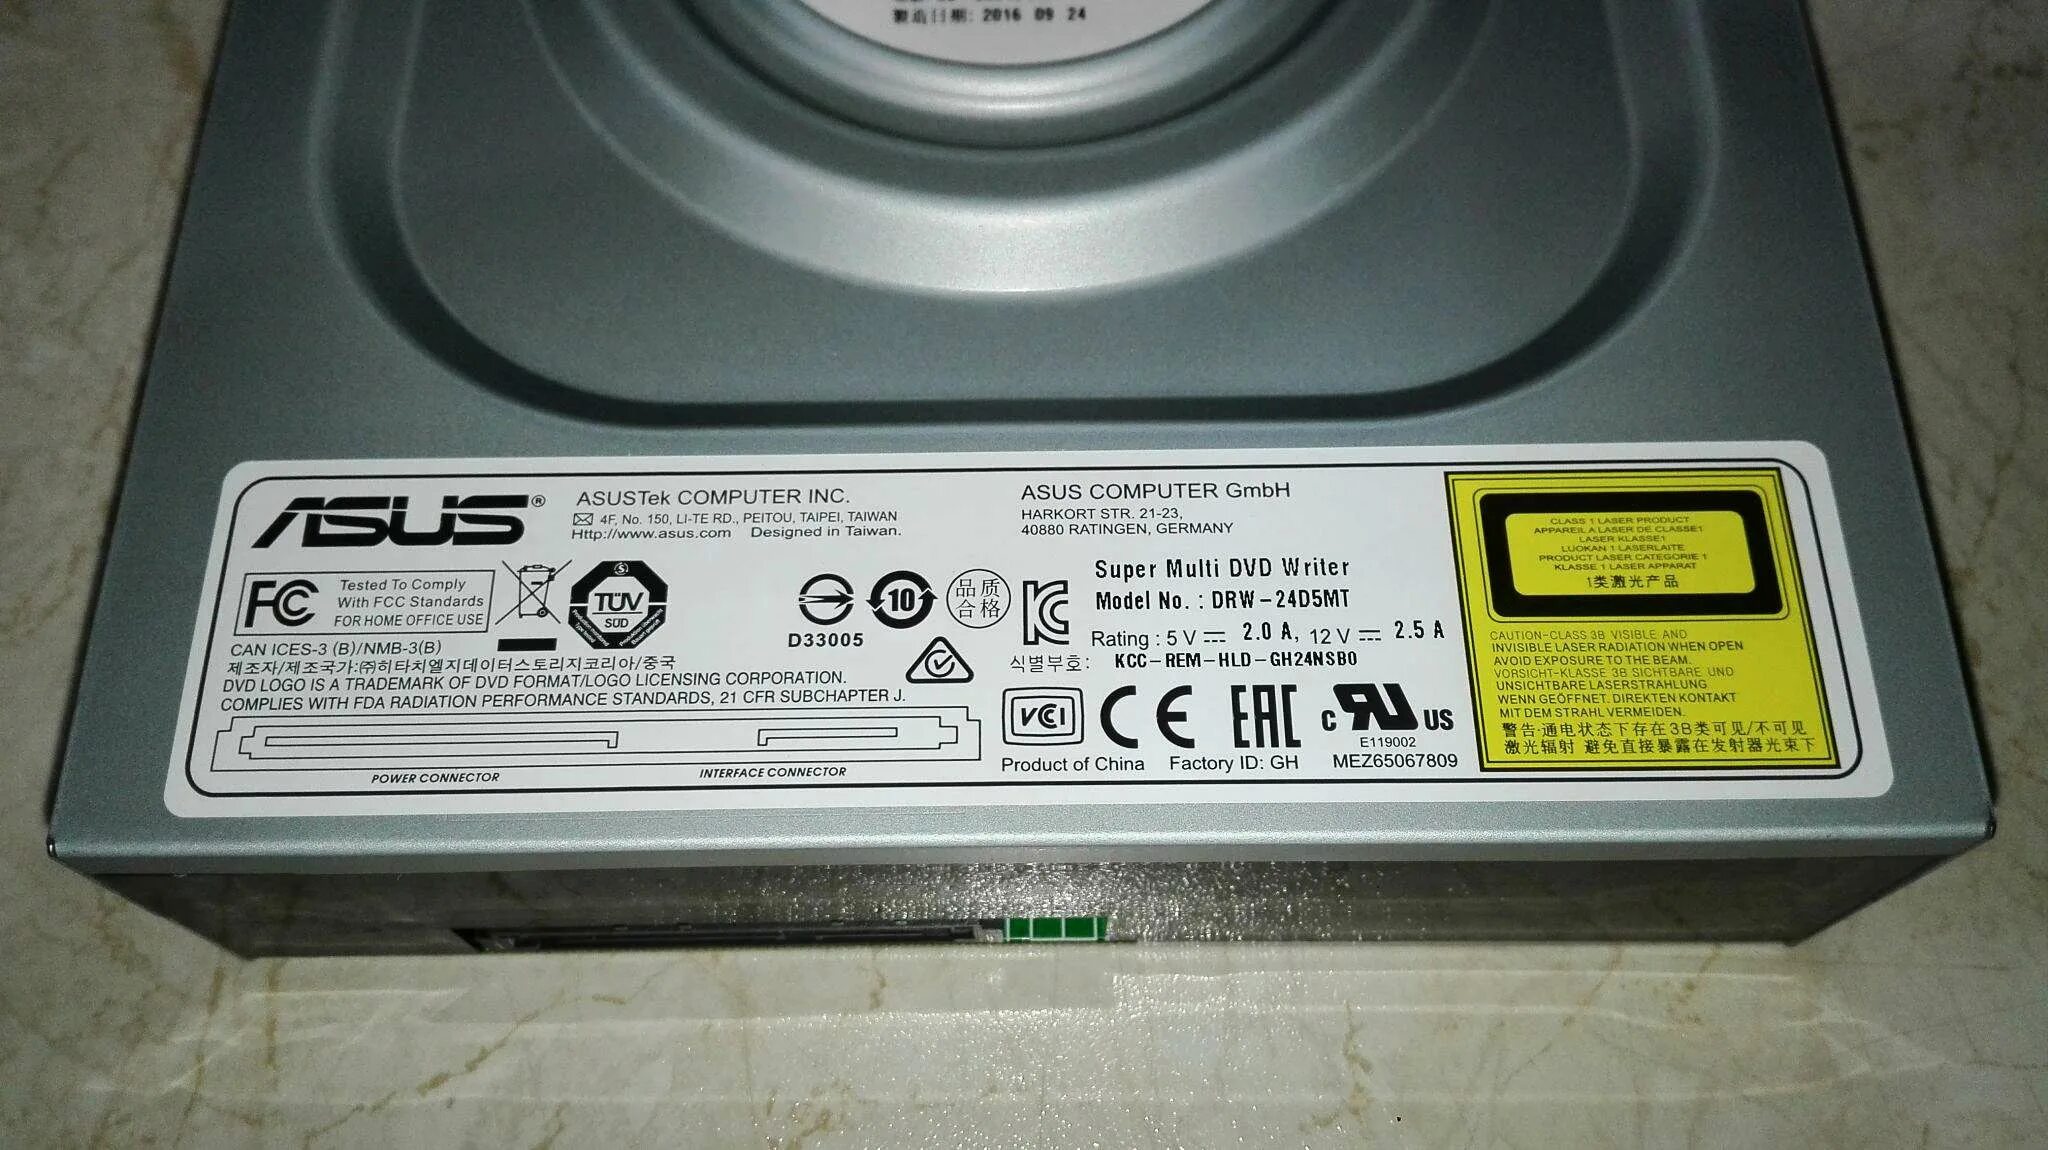 製造日期: 2016 09 24
ASUS®
ASUSTek COMPUTER INC.
4F, No. 150, LI-TE RD., PEITOU, TAIPEI, TAIWAN
Http://www.asus.com Designed in Taiwan.
ASUS COMPUTER GmbH
HARKORT STR. 21-23,
40880 RATINGEN, GERMANY
FC
Tested To Comply
With FCC Standards
FOR HOME OFFICE USE
TÜV
SÜD
D33005
10
品质
合格
Super Multi DVD Writer
Model No. : DRW-24D5MT
Rating : 5 V 2.0 A, 12 V 2.5 A
식별부호: KCC-REM-HLD-GH24NSB0
CAN ICES-3 (B)/NMB-3(B)
제조자/제조국가:㈜히타치엘지데이터스토리지코리아/중국
DVD LOGO IS A TRADEMARK OF DVD FORMAT/LOGO LICENSING CORPORATION.
COMPLIES WITH FDA RADIATION PERFORMANCE STANDARDS, 21 CFR SUBCHAPTER J.
POWER CONNECTOR
INTERFACE CONNECTOR
VCCI
CE
EAC
c RU US
E119002
Product of China Factory ID: GH MEZ65067809
CLASS 1 LASER PRODUCT
APPAREIL A LASER DE CLASSE1
LASER KLASSE1
LUOKAN 1 LASERLAITE
PRODUCT LASER CATEGORIE 1
KLASSE 1 LASER APPARAT
1类激光产品
CAUTION-CLASS 3B VISIBLE AND
INVISIBLE LASER RADIATION WHEN OPEN
AVOID EXPOSURE TO THE BEAM.
VORSICHT-KLASSE 3B SICHTBARE UND
UNSICHTBARE LASERSTRAHLUNG
WENN GEÖFFNET. DIREKTEN KONTAKT
MIT DEM STRAHL VERMEIDEN.
警告-通电状态下存在3B类可见/不可见
激光辐射 避免直接暴露在发射器光束下